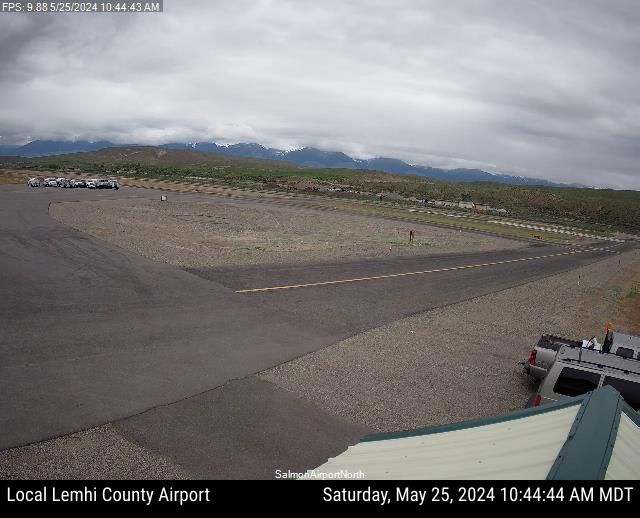 FPS: 9.88 5/25/2024 10:44:43 AM
SalmonAirportNorth
Local Lemhi County Airport Saturday, May 25, 2024 10:44:44 AM MDT